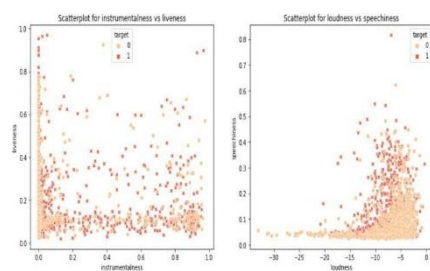 Scatterplot for instrumentalness vs liveness
target
0
1
1.0
0.8
0.6
0.4
0.2
0.0
liveness
0.0 0.2 0.4 0.6 0.8 1.0
instrumentalness
Scatterplot for loudness vs speechiness
target
0
1
0.8
0.7
0.6
0.5
0.4
0.3
0.2
0.1
0.0
speechiness
−30 −25 −20 −15 −10 −5 0
loudness